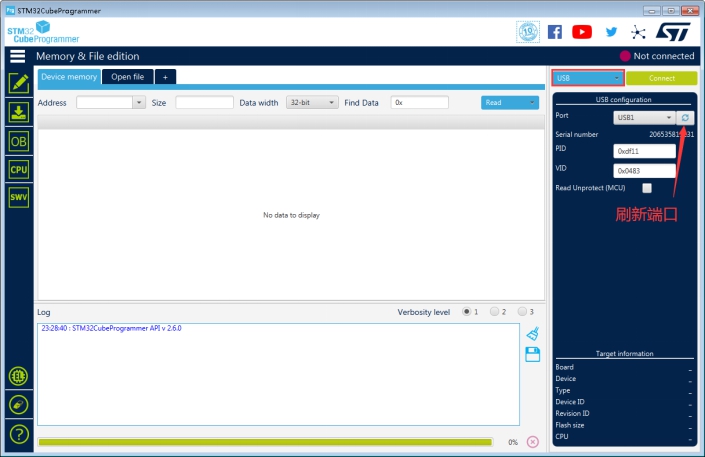 Prg STM32CubeProgrammer
STM32
CubeProgrammer
Memory & File edition
Not connected
Device memory Open file +
USB Connect
Address Size Data width 32-bit Find Data 0x Read
USB configuration
Port USB1
Serial number
PID 0xdf11
VID 0x0483
Read Unprotect (MCU)
刷新端口
OB
CPU
SWV
No data to display
Log Verbosity level 1 2 3
23:28:40 : STM32CubeProgrammer API v 2.6.0
Target information
Board -
Device -
Type -
Device ID -
Revision ID -
Flash size -
CPU -
0%
?